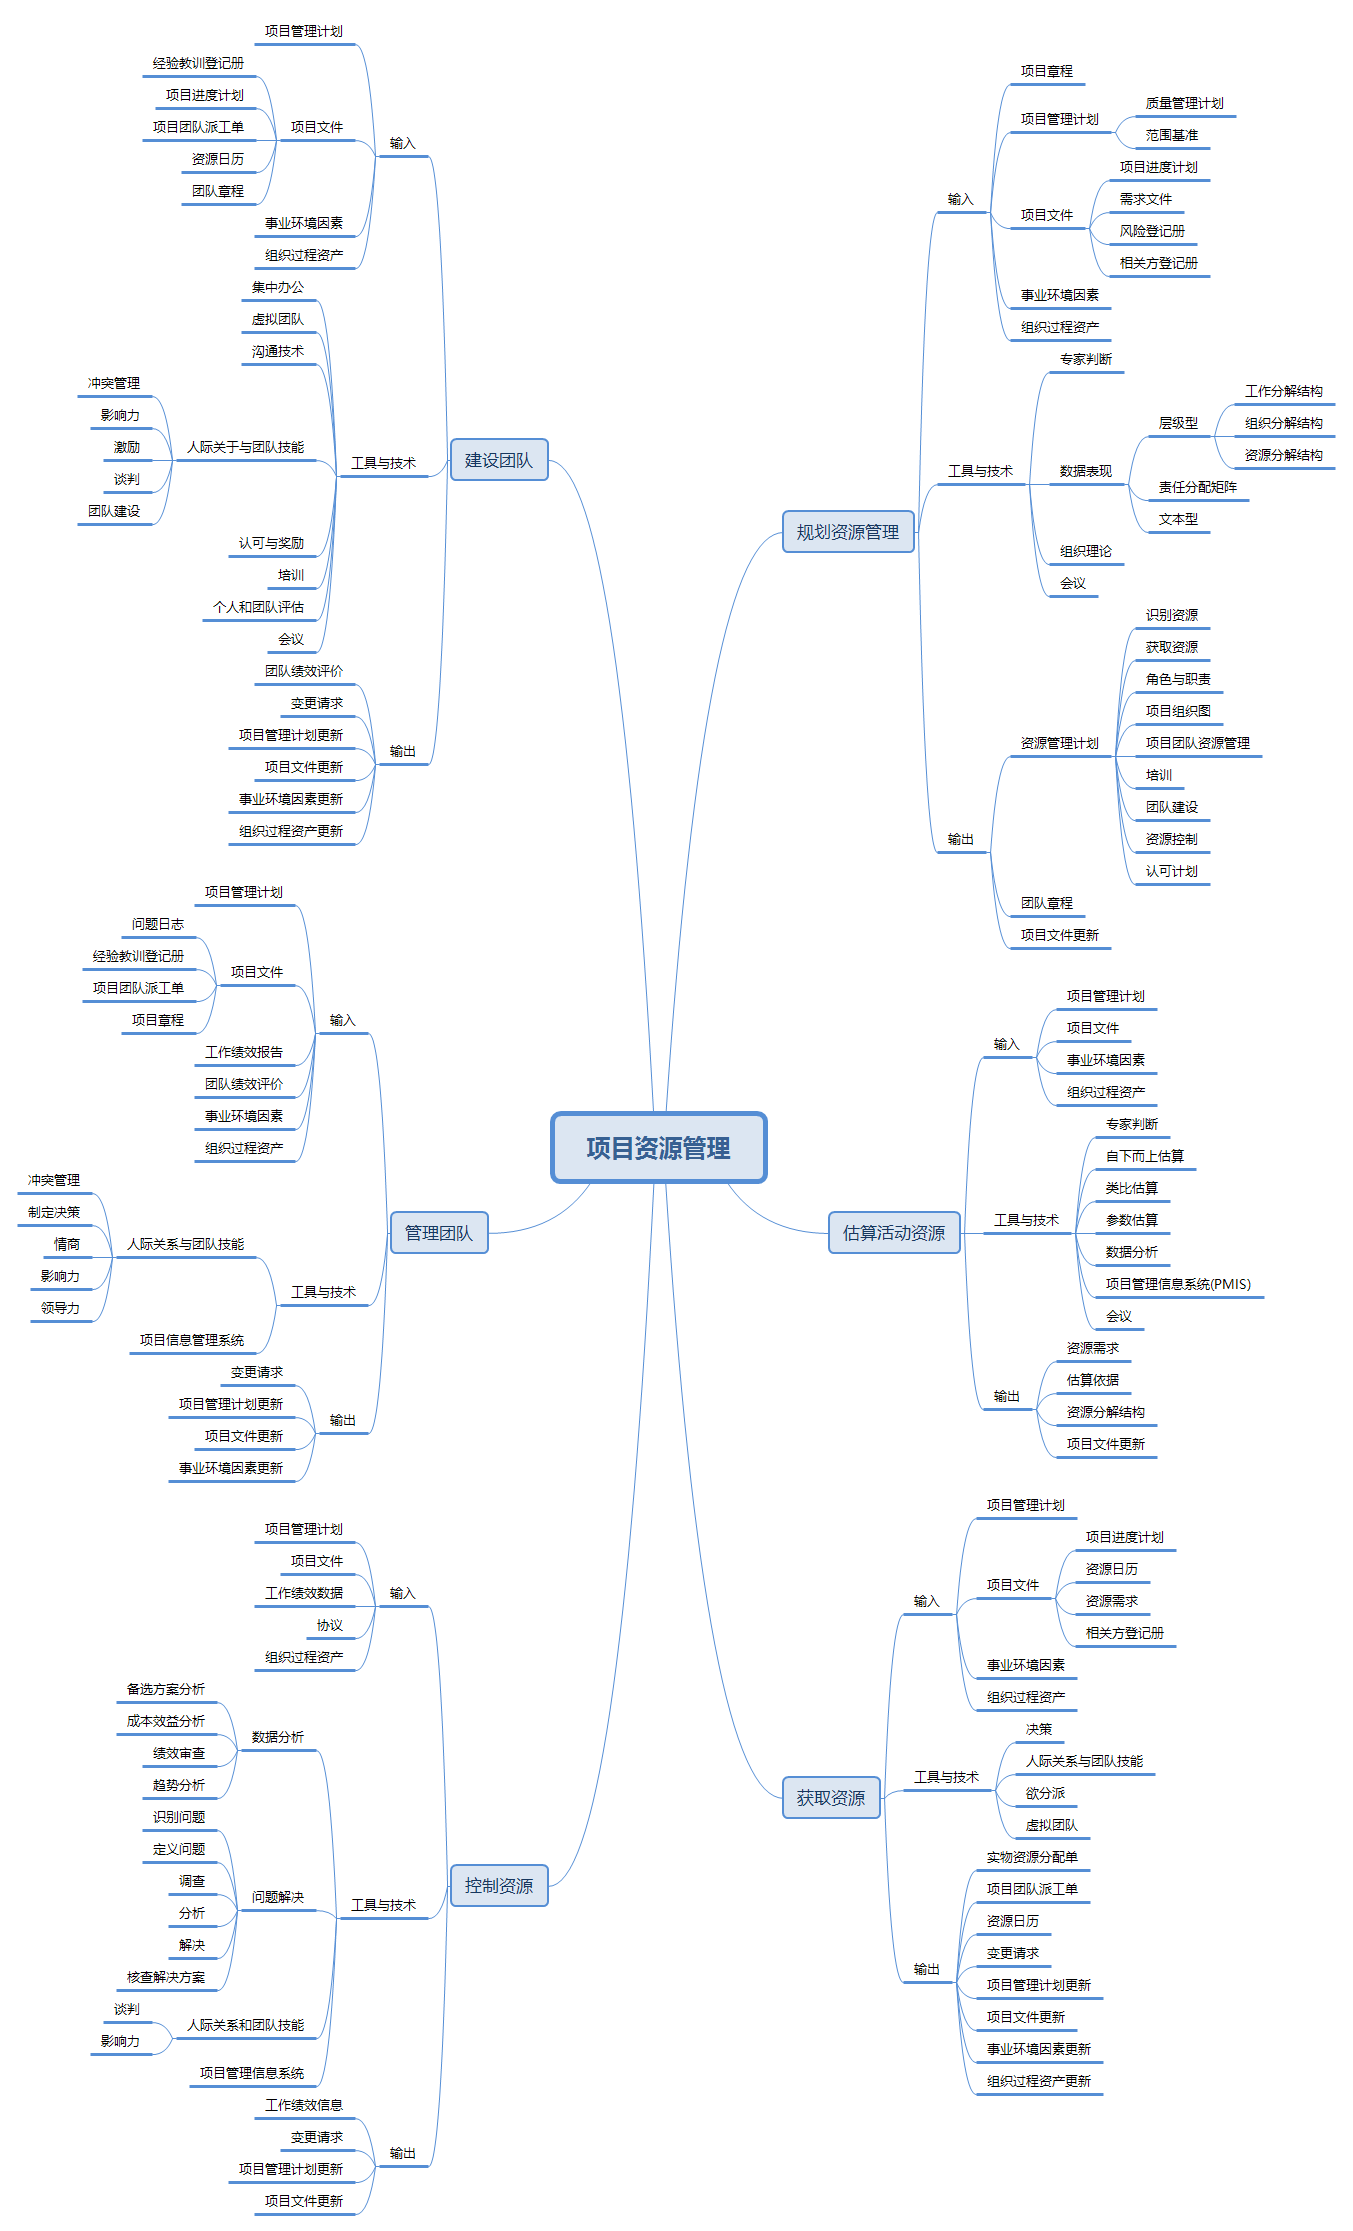 项目资源管理
规划资源管理
输入
项目章程
项目管理计划
质量管理计划
范围基准
项目文件
项目进度计划
需求文件
风险登记册
相关方登记册
事业环境因素
组织过程资产
工具与技术
专家判断
数据表现
层级型
工作分解结构
组织分解结构
资源分解结构
责任分配矩阵
文本型
组织理论
会议
输出
资源管理计划
识别资源
获取资源
角色与职责
项目组织图
项目团队资源管理
培训
团队建设
资源控制
认可计划
团队章程
项目文件更新
估算活动资源
输入
项目管理计划
项目文件
事业环境因素
组织过程资产
工具与技术
专家判断
自下而上估算
类比估算
参数估算
数据分析
项目管理信息系统(PMIS)
会议
输出
资源需求
估算依据
资源分解结构
项目文件更新
获取资源
输入
项目管理计划
项目文件
项目进度计划
资源日历
资源需求
相关方登记册
事业环境因素
组织过程资产
工具与技术
决策
人际关系与团队技能
欲分派
虚拟团队
输出
实物资源分配单
项目团队派工单
资源日历
变更请求
项目管理计划更新
项目文件更新
事业环境因素更新
组织过程资产更新
建设团队
输入
项目管理计划
项目文件
经验教训登记册
项目进度计划
项目团队派工单
资源日历
团队章程
事业环境因素
组织过程资产
工具与技术
集中办公
虚拟团队
沟通技术
人际关于与团队技能
冲突管理
影响力
激励
谈判
团队建设
认可与奖励
培训
个人和团队评估
会议
输出
团队绩效评价
变更请求
项目管理计划更新
项目文件更新
事业环境因素更新
组织过程资产更新
管理团队
输入
项目管理计划
项目文件
问题日志
经验教训登记册
项目团队派工单
项目章程
工作绩效报告
团队绩效评价
事业环境因素
组织过程资产
工具与技术
人际关系与团队技能
冲突管理
制定决策
情商
影响力
领导力
项目信息管理系统
输出
变更请求
项目管理计划更新
项目文件更新
事业环境因素更新
控制资源
输入
项目管理计划
项目文件
工作绩效数据
协议
组织过程资产
工具与技术
数据分析
备选方案分析
成本效益分析
绩效审查
趋势分析
问题解决
识别问题
定义问题
调查
分析
解决
核查解决方案
人际关系和团队技能
谈判
影响力
项目管理信息系统
输出
工作绩效信息
变更请求
项目管理计划更新
项目文件更新